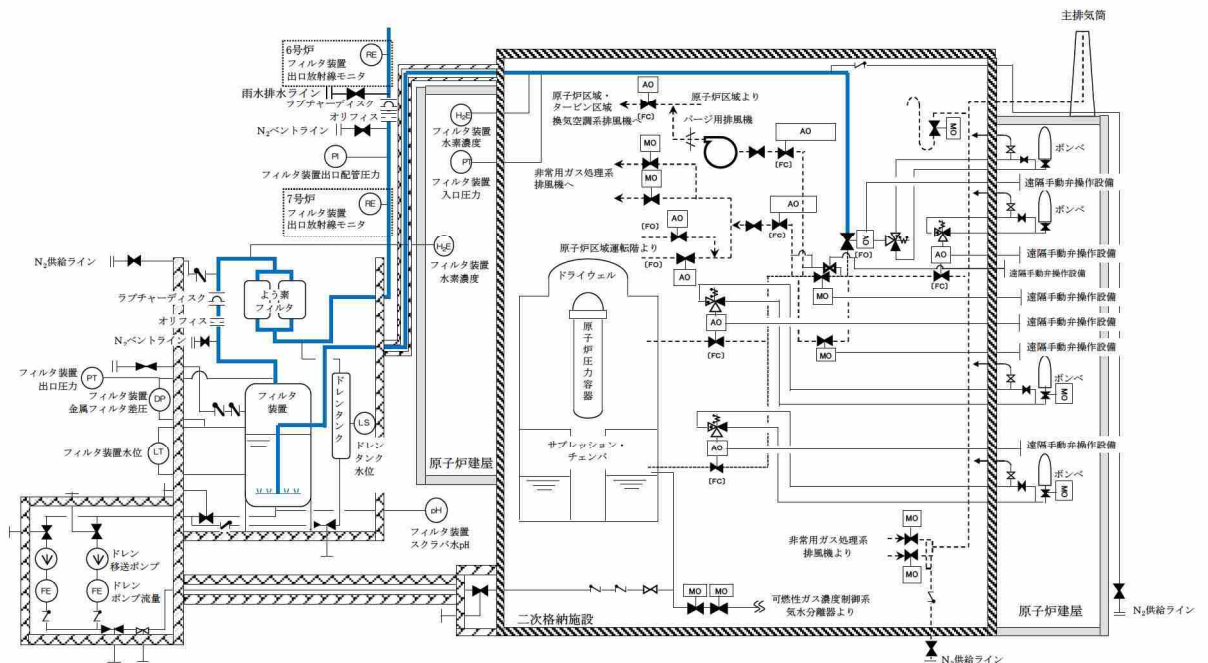 主排気筒
6号炉
フィルタ装置
出口放射線モニタ
RE
雨水排水ライン
ラプチャーディスク
オリフィス
N₂ベントライン
PI
フィルタ装置出口配管圧力
7号炉
フィルタ装置
出口放射線モニタ
RE
H₂E
フィルタ装置
水素濃度
PT
フィルタ装置
入口圧力
H₂E
フィルタ装置
水素濃度
原子炉建屋
N₂供給ライン
ラプチャーディスク
オリフィス
N₂ベントライン
よう素
フィルタ
フィルタ装置
出口圧力
PT
フィルタ装置
金属フィルタ差圧
DP
フィルタ装置水位
LT
フィルタ
装置
ドレンタンク
LS
ドレン
タンク
水位
pH
フィルタ装置
スクラバ水pH
ドレン
移送ポンプ
FE
FE
ドレン
ポンプ流量
原子炉区域・
タービン区域
換気空調系排風機へ
AO
[FC]
原子炉区域より
パージ用排風機
AO
[FC]
MO
MO
非常用ガス処理系
排風機へ
AO
[FC]
AO
[FO]
原子炉区域運転階より
[FO]
AO
ドライウェル
原子炉圧力容器
サプレッション・
チェンバ
AO
[FC]
AO
[FC]
AO
[FO]
MO
MO
AO
[FC]
MO
ボンベ
遠隔手動弁操作設備
ボンベ
遠隔手動弁操作設備
遠隔手動弁操作設備
遠隔手動弁操作設備
遠隔手動弁操作設備
遠隔手動弁操作設備
ボンベ
MO
遠隔手動弁操作設備
ボンベ
MO
非常用ガス処理系
排風機より
MO
MO
MO
MO
可燃性ガス濃度制御系
気水分離器より
二次格納施設
原子炉建屋
N₂供給ライン
N₂供給ライン